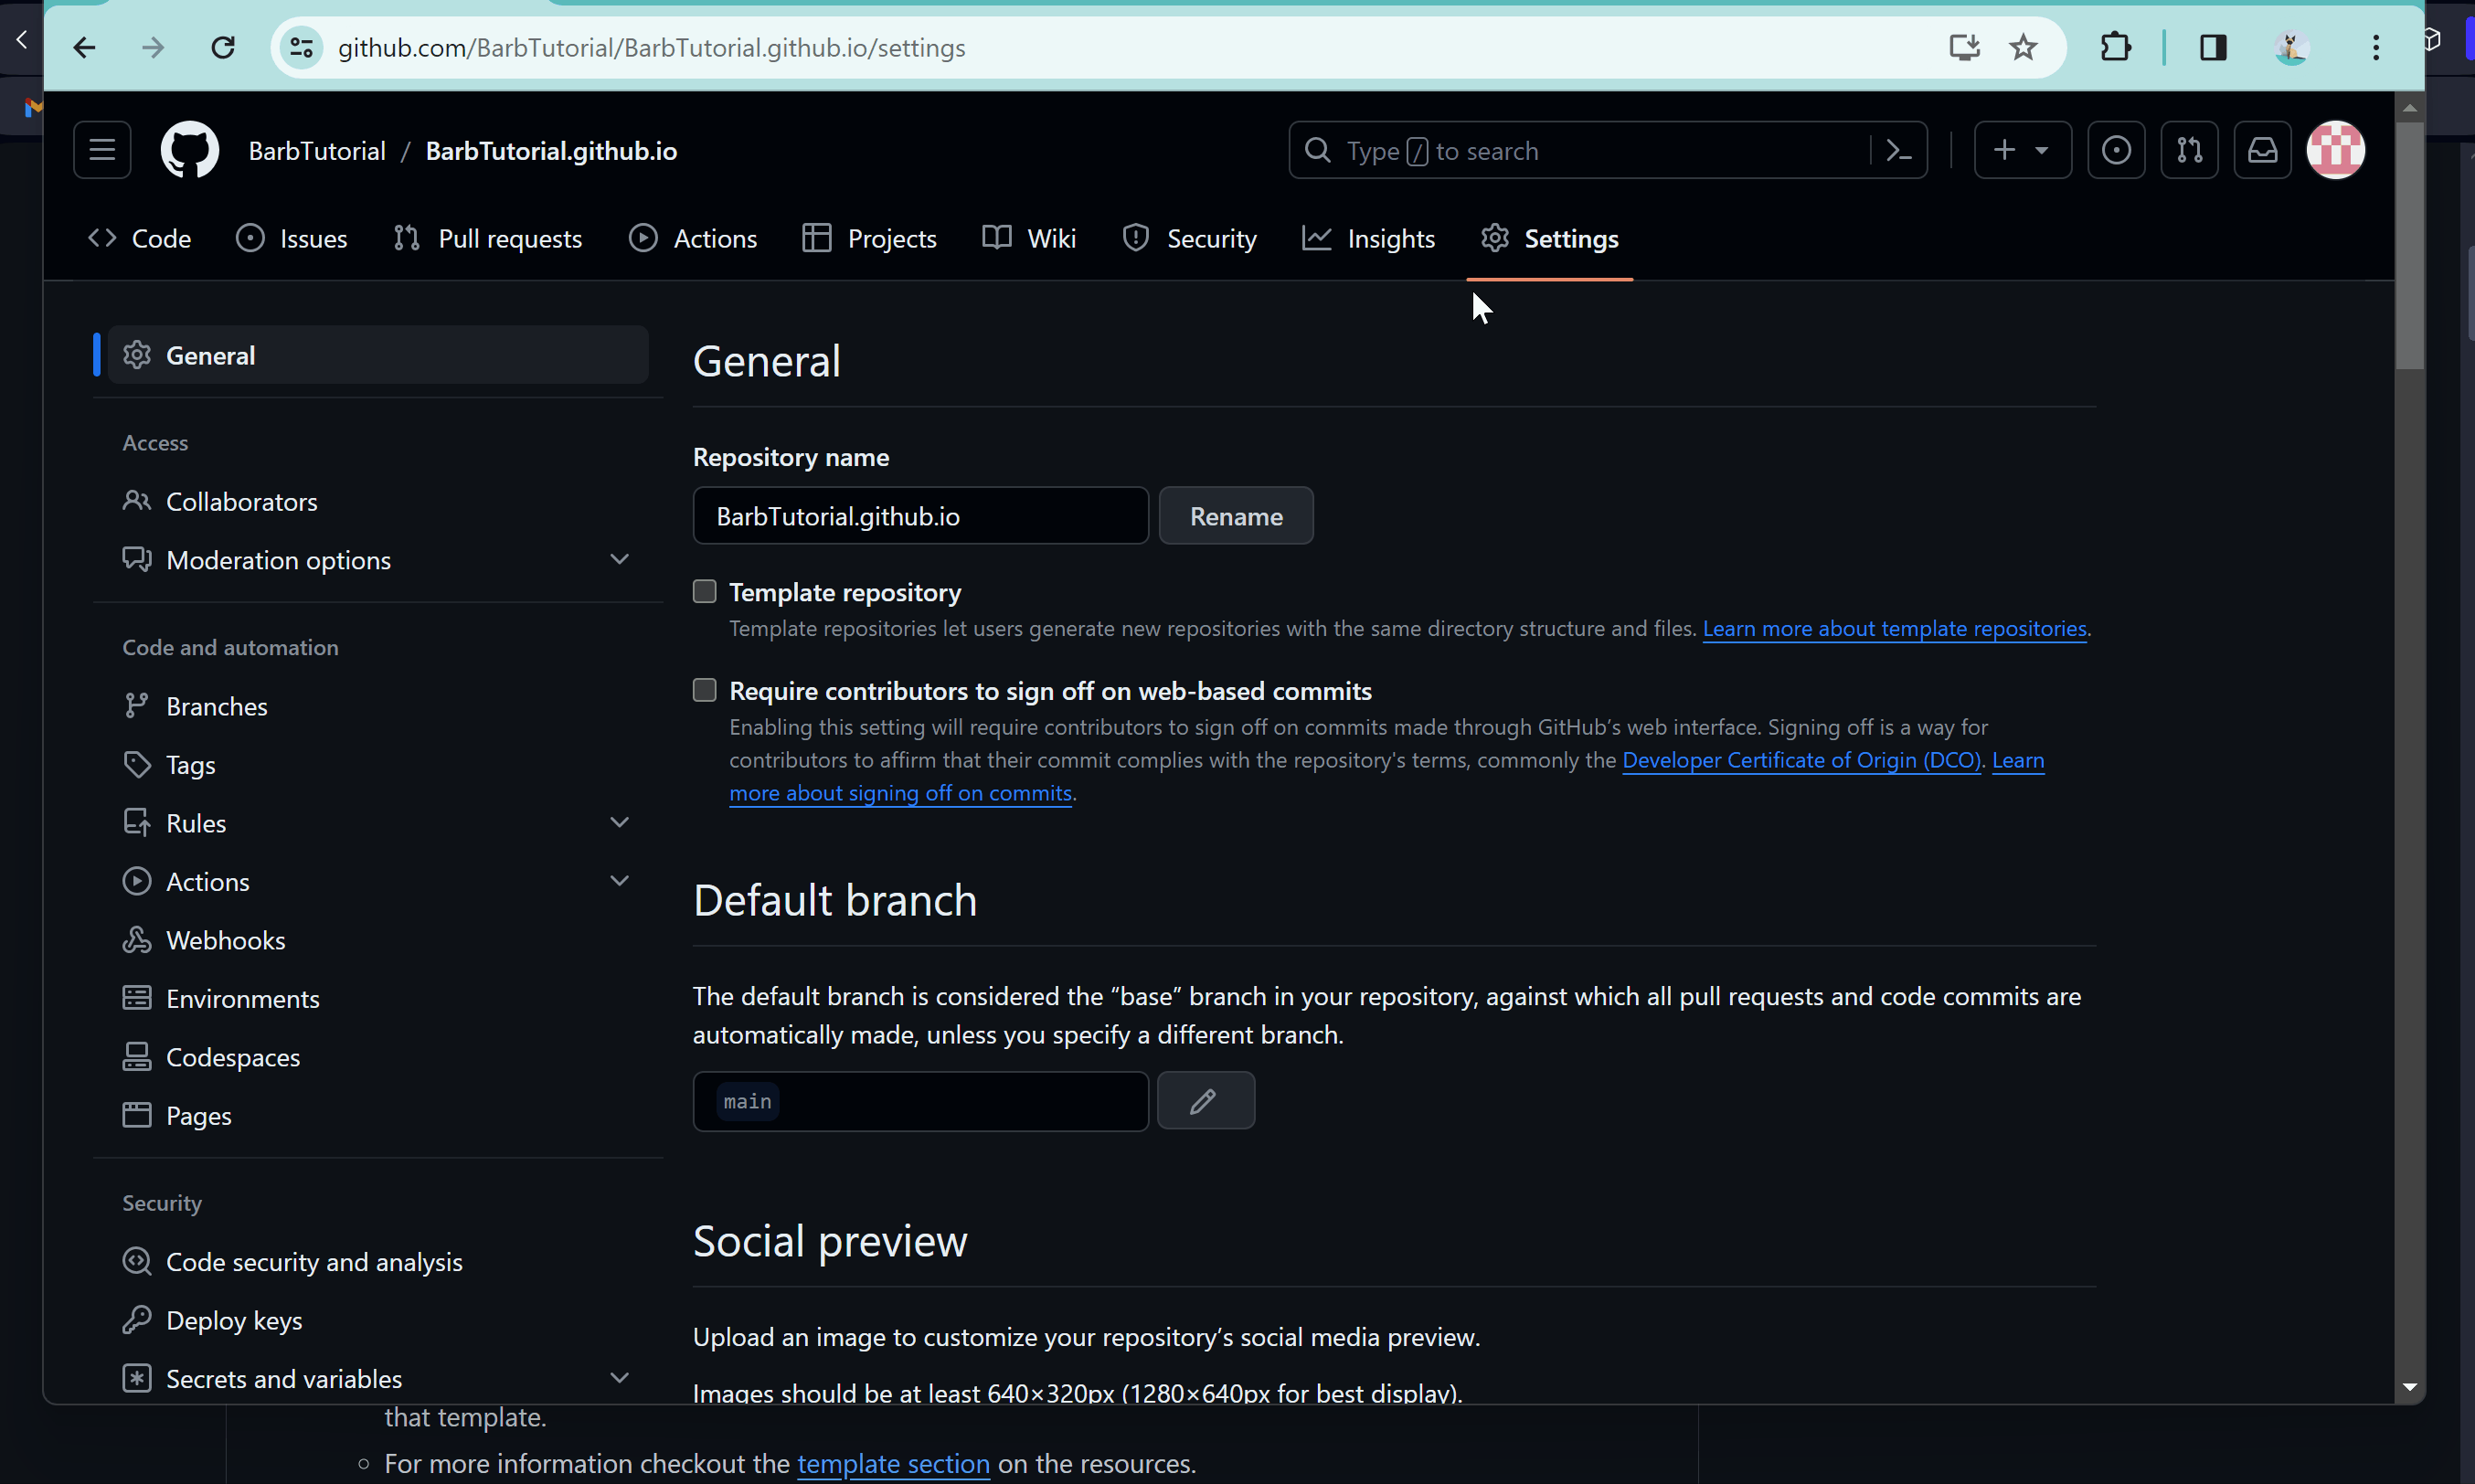 github.com/BarbTutorial/BarbTutorial.github.io/settings
BarbTutorial / BarbTutorial.github.io
Type / to search
Code Issues Pull requests Actions Projects Wiki Security Insights Settings
General
Access
Collaborators
Moderation options
Code and automation
Branches
Tags
Rules
Actions
Webhooks
Environments
Codespaces
Pages
Security
Code security and analysis
Deploy keys
Secrets and variables
General
Repository name
BarbTutorial.github.io Rename
Template repository
Template repositories let users generate new repositories with the same directory structure and files. Learn more about template repositories.
Require contributors to sign off on web-based commits
Enabling this setting will require contributors to sign off on commits made through GitHub's web interface. Signing off is a way for
contributors to affirm that their commit complies with the repository's terms, commonly the Developer Certificate of Origin (DCO). Learn
more about signing off on commits.
Default branch
The default branch is considered the “base” branch in your repository, against which all pull requests and code commits are
automatically made, unless you specify a different branch.
main
Social preview
Upload an image to customize your repository's social media preview.
Images should be at least 640×320px (1280×640px for best display).
that template.
For more information checkout the template section on the resources.